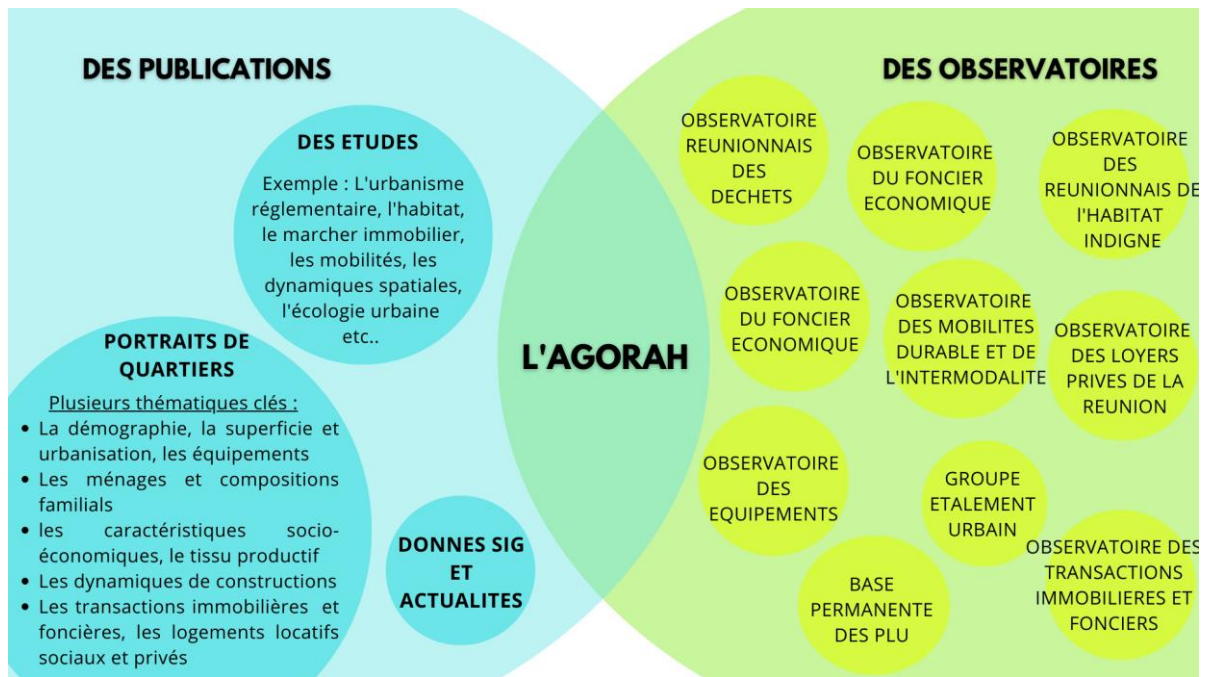 DES PUBLICATIONS
DES ETUDES
Exemple : L'urbanisme
réglementaire, l'habitat,
le marcher immobilier,
les mobilités, les
dynamiques spatiales,
l'écologie urbaine
etc..
PORTRAITS DE
QUARTIERS
Plusieurs thématiques clés :
• La démographie, la superficie et
urbanisation, les équipements
• Les ménages et compositions
familials
• les caractéristiques socio-
économiques, le tissu productif
• Les dynamiques de constructions
• Les transactions immobilières et
foncières, les logements locatifs
sociaux et privés
DONNES SIG
ET
ACTUALITES
L'AGORAH
DES OBSERVATOIRES
OBSERVATOIRE
REUNIONNAIS
DES
DECHETS
OBSERVATOIRE
DU FONCIER
ECONOMIQUE
OBSERVATOIRE
DES
REUNIONNAIS DE
l'HABITAT
INDIGNE
OBSERVATOIRE
DU FONCIER
ECONOMIQUE
OBSERVATOIRE
DES MOBILITES
DURABLE ET DE
L'INTERMODALITE
OBSERVATOIRE
DES LOYERS
PRIVES DE LA
REUNION
OBSERVATOIRE
DES
EQUIPEMENTS
GROUPE
ETALEMENT
URBAIN
BASE
PERMANENTE
DES PLU
OBSERVATOIRE DES
TRANSACTIONS
IMMOBILIERES ET
FONCIERS